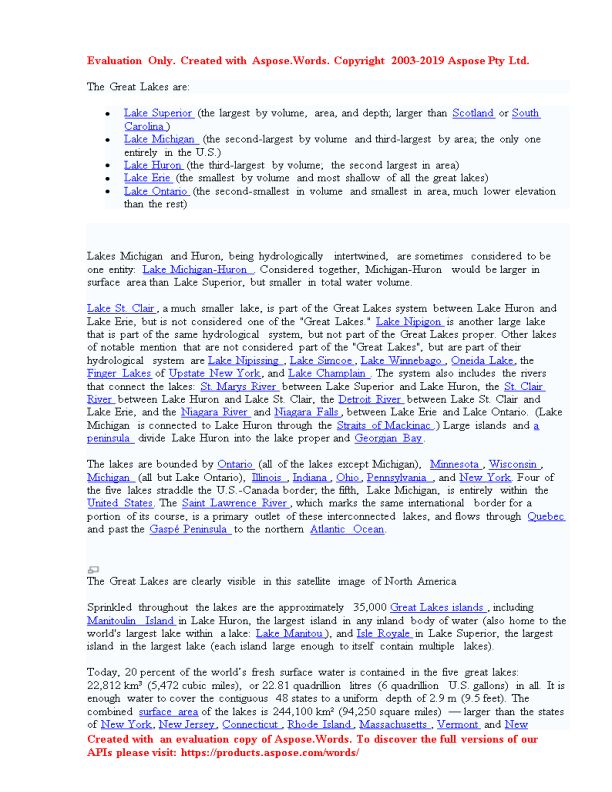 Evaluation Only. Created with Aspose.Words. Copyright 2003-2019 Aspose Pty Ltd.
The Great Lakes are:
• Lake Superior (the largest by volume, area, and depth; larger than Scotland or South
Carolina )
• Lake Michigan (the second-largest by volume and third-largest by area; the only one
entirely in the U.S.)
• Lake Huron (the third-largest by volume; the second largest in area)
• Lake Erie (the smallest by volume and most shallow of all the great lakes)
• Lake Ontario (the second-smallest in volume and smallest in area, much lower elevation
than the rest)
Lakes Michigan and Huron, being hydrologically intertwined, are sometimes considered to be
one entity: Lake Michigan-Huron . Considered together, Michigan-Huron would be larger in
surface area than Lake Superior, but smaller in total water volume.
Lake St. Clair , a much smaller lake, is part of the Great Lakes system between Lake Huron and
Lake Erie, but is not considered one of the "Great Lakes." Lake Nipigon is another large lake
that is part of the same hydrological system, but not part of the Great Lakes proper. Other lakes
of notable mention that are not considered part of the "Great Lakes", but are part of their
hydrological system are Lake Nipissing , Lake Simcoe , Lake Winnebago , Oneida Lake, the
Finger Lakes of Upstate New York, and Lake Champlain . The system also includes the rivers
that connect the lakes: St. Marys River between Lake Superior and Lake Huron, the St. Clair
River between Lake Huron and Lake St. Clair, the Detroit River between Lake St. Clair and
Lake Erie, and the Niagara River and Niagara Falls , between Lake Erie and Lake Ontario. (Lake
Michigan is connected to Lake Huron through the Straits of Mackinac .) Large islands and a
peninsula divide Lake Huron into the lake proper and Georgian Bay.
The lakes are bounded by Ontario (all of the lakes except Michigan), Minnesota , Wisconsin ,
Michigan (all but Lake Ontario), Illinois , Indiana , Ohio , Pennsylvania , and New York. Four of
the five lakes straddle the U.S.-Canada border; the fifth, Lake Michigan, is entirely within the
United States. The Saint Lawrence River , which marks the same international border for a
portion of its course, is a primary outlet of these interconnected lakes, and flows through Quebec
and past the Gaspé Peninsula to the northern Atlantic Ocean.
The Great Lakes are clearly visible in this satellite image of North America
Sprinkled throughout the lakes are the approximately 35,000 Great Lakes islands , including
Manitoulin Island in Lake Huron, the largest island in any inland body of water (also home to the
world's largest lake within a lake: Lake Manitou ), and Isle Royale in Lake Superior, the largest
island in the largest lake (each island large enough to itself contain multiple lakes).
Today, 20 percent of the world's fresh surface water is contained in the five great lakes:
22,812 km³ (5,472 cubic miles), or 22.81 quadrillion litres (6 quadrillion U.S. gallons) in all. It is
enough water to cover the contiguous 48 states to a uniform depth of 2.9 m (9.5 feet). The
combined surface area of the lakes is 244,100 km² (94,250 square miles) — larger than the states
of New York, New Jersey, Connecticut , Rhode Island , Massachusetts , Vermont and New
Created with an evaluation copy of Aspose.Words. To discover the full versions of our
APIs please visit: https://products.aspose.com/words/